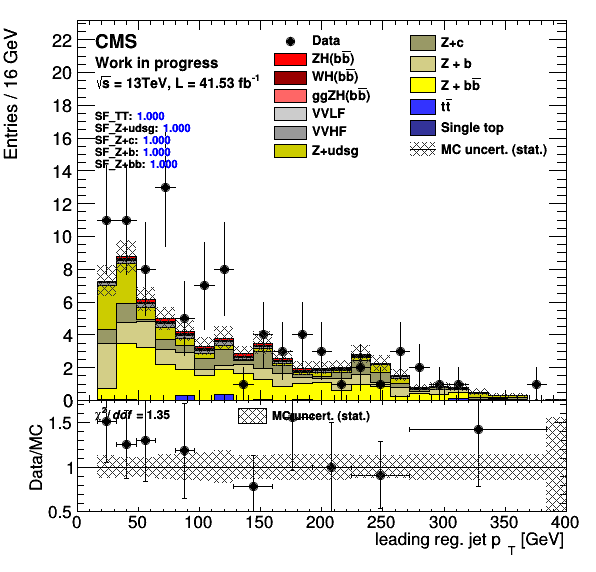 CMS
Work in progress
√s = 13TeV, L = 41.53 fb⁻¹
SF_TT: 1.000
SF_Z+udsg: 1.000
SF_Z+c: 1.000
SF_Z+b: 1.000
SF_Z+bb: 1.000
Data
ZH(bb̅)
WH(bb̅)
ggZH(bb̅)
VVLF
VVHF
Z+udsg
Z+c
Z + b
Z + bb̅
tt̅
Single top
MC uncert. (stat.)
Entries / 16 GeV
22
20
18
16
14
12
10
8
6
4
2
0
χ²/dof = 1.35
MC uncert. (stat.)
Data/MC
1.5
1
0.5
0 50 100 150 200 250 300 350 400
leading reg. jet p T [GeV]